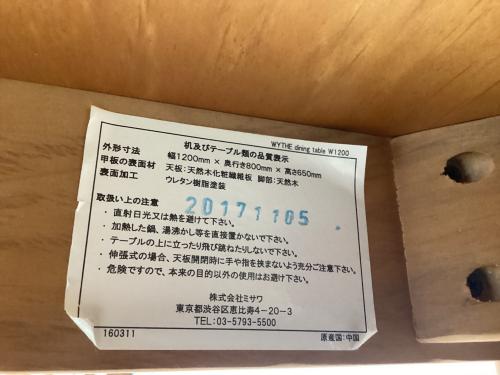 WYTHE dining table W1200
机及びテーブル類の品質表示
外形寸法 幅1200mm × 奥行き800mm × 高さ650mm
甲板の表面材 天板：天然木化粧繊維板 脚部：天然木
表面加工 ウレタン樹脂塗装
取扱い上の注意 20171105
・直射日光又は熱を避けて下さい。
・加熱した鍋、湯沸かし等を直接置かないで下さい。
・テーブルの上に立ったり飛び跳ねたりしないで下さい。
・伸張式の場合、天板開閉時に手や指を挟まないよう充分ご注意下さい。
・危険ですので、本来の目的以外の使用はお避け下さい。
株式会社ミサワ
東京都渋谷区恵比寿4－20－3
TEL:03-5793-5500
160311 原産国：中国